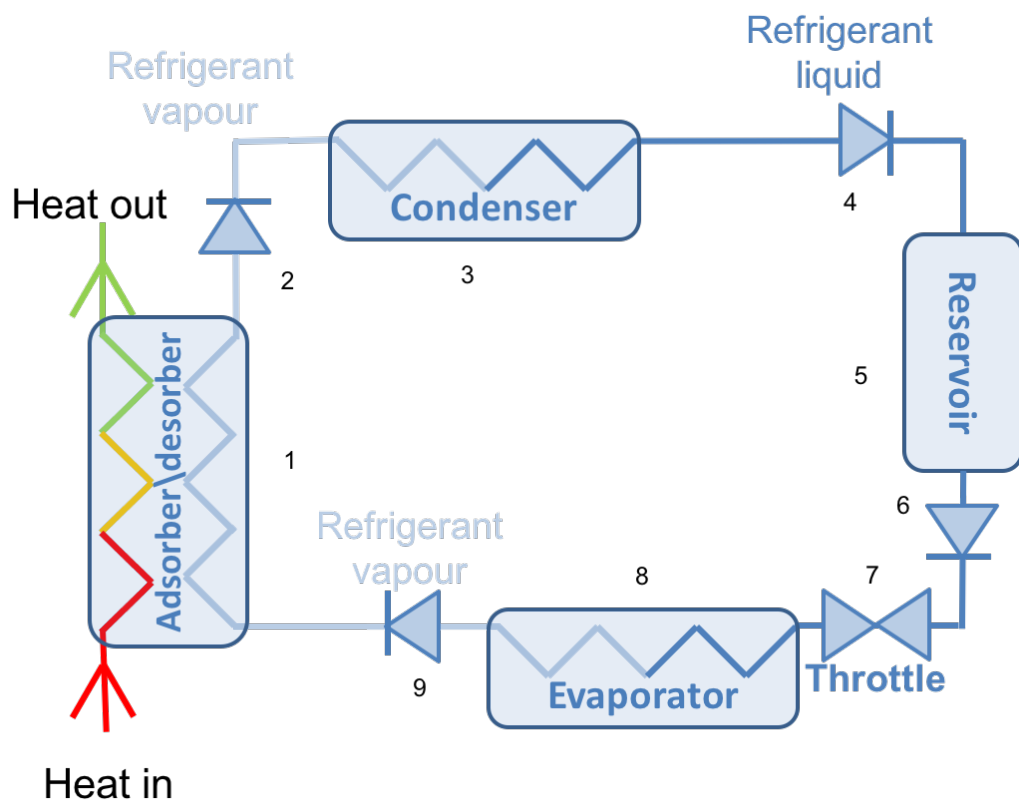 Refrigerant
liquid
Refrigerant
vapour
Heat out
Condenser
4
2
3
Reservoir
5
Adsorber\desorber
1
6
Refrigerant
vapour
8
7
9
Evaporator
Throttle
Heat in